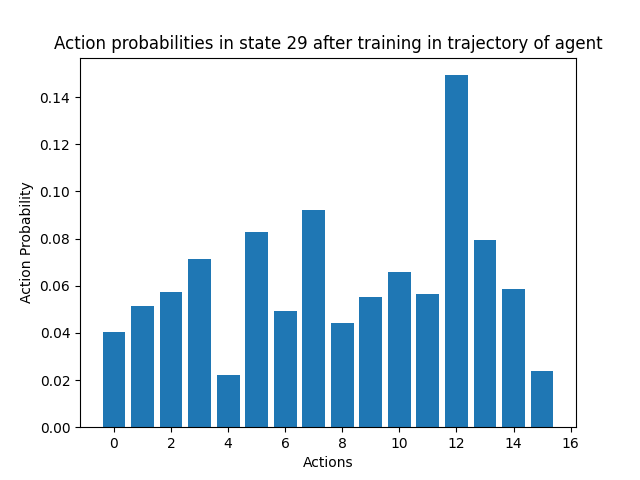 Action probabilities in state 29 after training in trajectory of agent
0.14
0.12
0.10
0.08
0.06
0.04
0.02
0.00
Action Probability
0 2 4 6 8 10 12 14 16
Actions